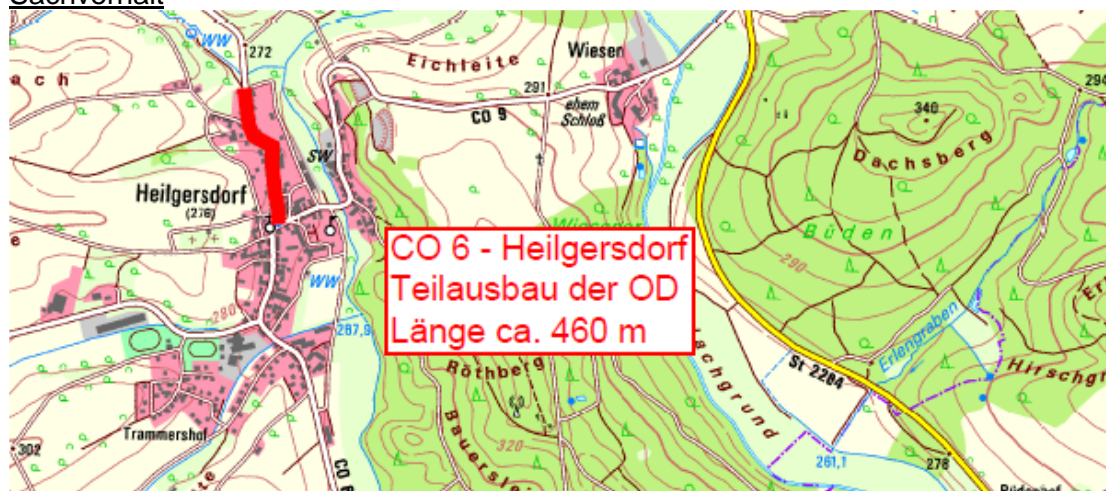 Sachverhalt
WW
272
Eichleite
Wiesen
ach
291
ehem
Schloß
CO 9
294
340
Dachsberg
SW
Heilgersdorf
(276)
Büden
290
CO 6 - Heilgersdorf
Teilausbau der OD
Länge ca. 460 m
WW
280
287,9
Erlengraben
St 2264
Röthberg
320
Trammershof
302
261,1
278